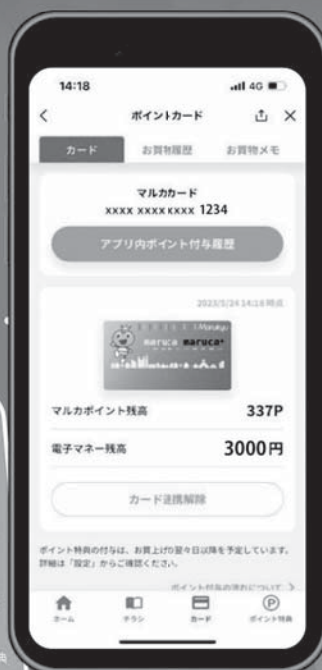 14:18
4G
ポイントカード
カード
お買物履歴
お買物メモ
マルカカード
xxxx xxxx xxxx 1234
アプリ内ポイント付与履歴
2023/5/24 14:18 時点
Marukyu
maruca maruca+
マルカポイント残高
337P
電子マネー残高
3000円
カード連携解除
ポイント特典の付与は、お買上げの翌々日以降を予定しています。
詳細は「設定」からご確認ください。
ポイント付与の流れについて
ホーム
チラシ
カード
ポイント特典